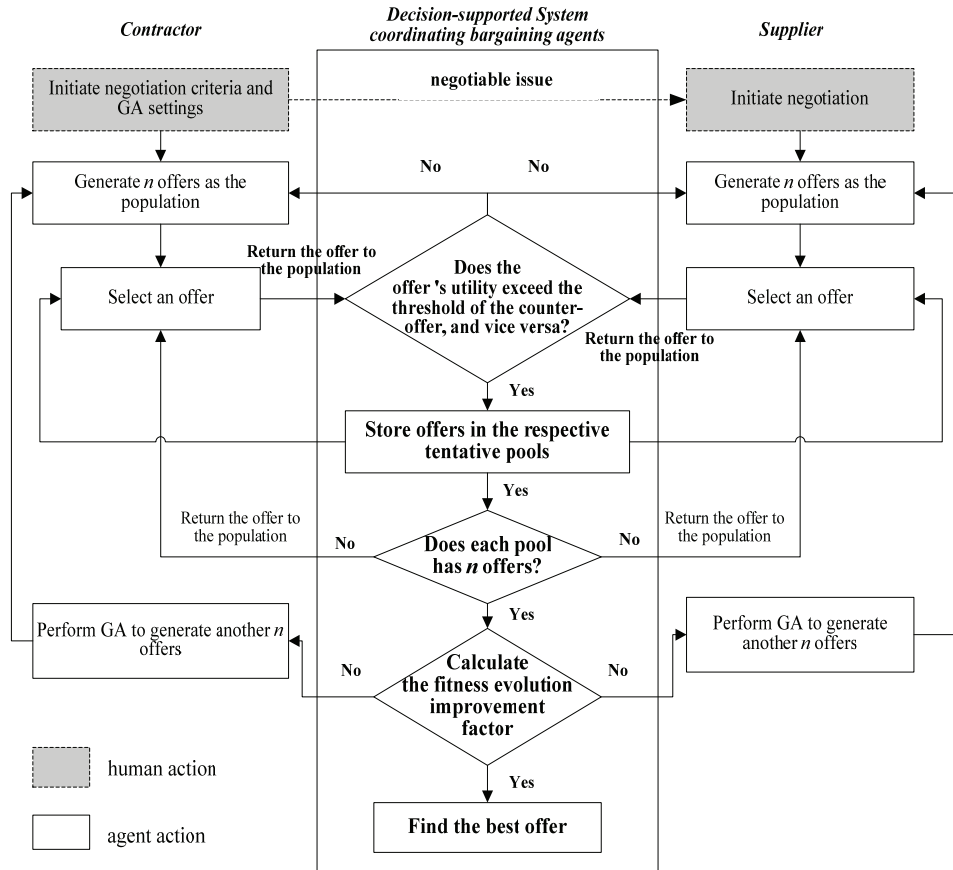 Contractor
Decision-supported System
coordinating bargaining agents
Supplier
Initiate negotiation criteria and
GA settings
negotiable issue
Initiate negotiation
Generate n offers as the
population
No
No
Generate n offers as the
population
Return the offer to
the population
Select an offer
Does the
offer 's utility exceed the
threshold of the counter-
offer, and vice versa?
Select an offer
Return the offer to
the population
Yes
Store offers in the respective
tentative pools
Yes
Return the offer to
the population
No
Does each pool
has n offers?
No
Return the offer to
the population
Yes
Perform GA to generate another n
offers
No
Calculate
the fitness evolution
improvement
factor
No
Perform GA to generate
another n offers
Yes
Find the best offer
human action
agent action